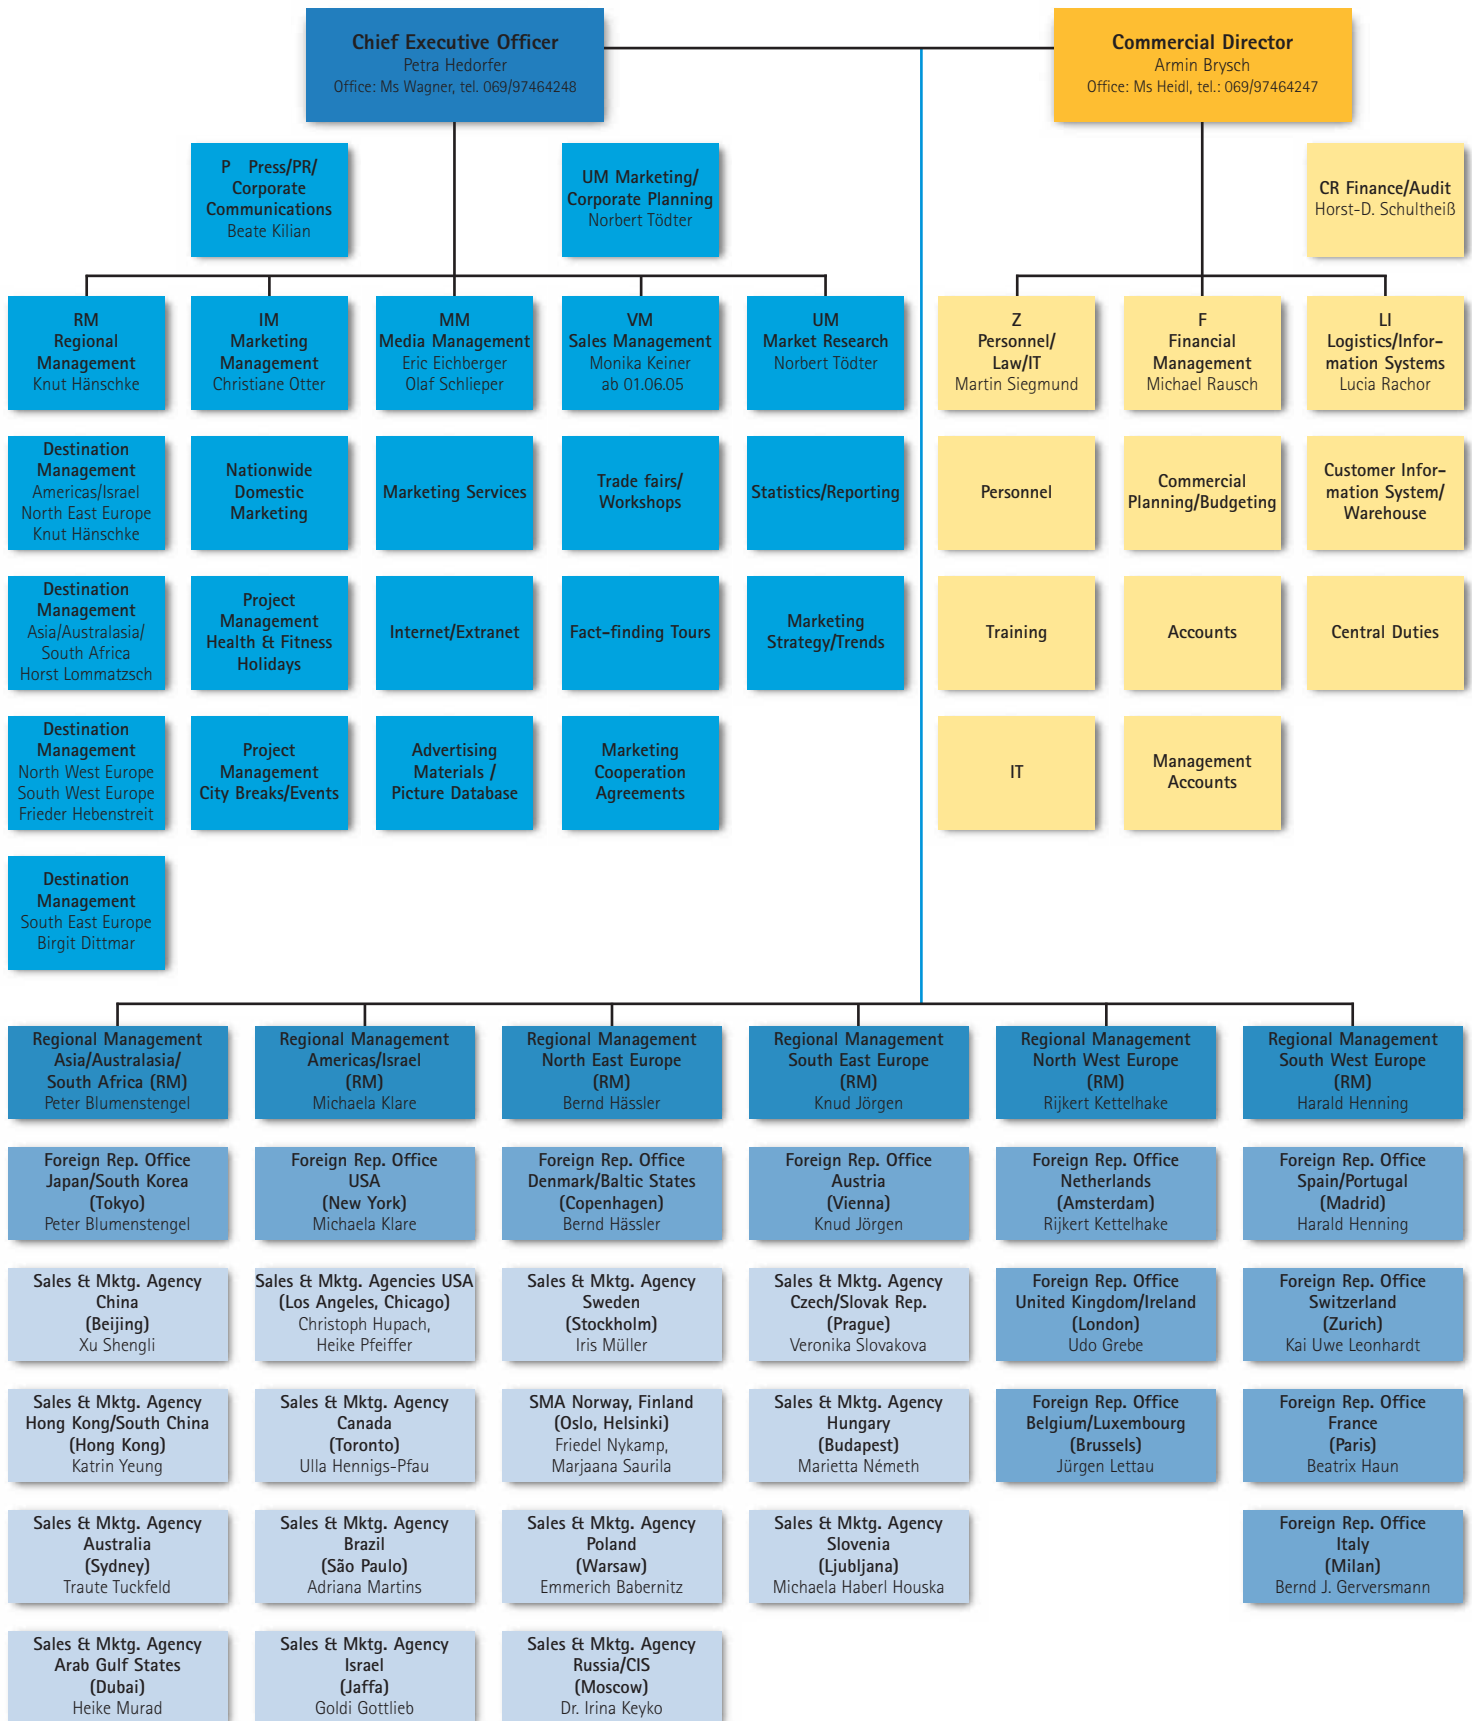 Chief Executive Officer
Petra Hedorfer
Office: Ms Wagner, tel. 069/97464248
Commercial Director
Armin Brysch
Office: Ms Heidl, tel.: 069/97464247
P Press/PR/
Corporate
Communications
Beate Kilian
UM Marketing/
Corporate Planning
Norbert Tödter
CR Finance/Audit
Horst-D. Schultheiß
RM
Regional
Management
Knut Hänschke
IM
Marketing
Management
Christiane Otter
MM
Media Management
Eric Eichberger
Olaf Schlieper
VM
Sales Management
Monika Keiner
ab 01.06.05
UM
Market Research
Norbert Tödter
Z
Personnel/
Law/IT
Martin Siegmund
F
Financial
Management
Michael Rausch
LI
Logistics/Infor-
mation Systems
Lucia Rachor
Destination
Management
Americas/Israel
North East Europe
Knut Hänschke
Nationwide
Domestic
Marketing
Marketing Services
Trade fairs/
Workshops
Statistics/Reporting
Personnel
Commercial
Planning/Budgeting
Customer Infor-
mation System/
Warehouse
Destination
Management
Asia/Australasia/
South Africa
Horst Lommatzsch
Project
Management
Health & Fitness
Holidays
Internet/Extranet
Fact-finding Tours
Marketing
Strategy/Trends
Training
Accounts
Central Duties
Destination
Management
North West Europe
South West Europe
Frieder Hebenstreit
Project
Management
City Breaks/Events
Advertising
Materials /
Picture Database
Marketing
Cooperation
Agreements
IT
Management
Accounts
Destination
Management
South East Europe
Birgit Dittmar
Regional Management
Asia/Australasia/
South Africa (RM)
Peter Blumenstengel
Regional Management
Americas/Israel
(RM)
Michaela Klare
Regional Management
North East Europe
(RM)
Bernd Hässler
Regional Management
South East Europe
(RM)
Knud Jörgen
Regional Management
North West Europe
(RM)
Rijkert Kettelhake
Regional Management
South West Europe
(RM)
Harald Henning
Foreign Rep. Office
Japan/South Korea
(Tokyo)
Peter Blumenstengel
Foreign Rep. Office
USA
(New York)
Michaela Klare
Foreign Rep. Office
Denmark/Baltic States
(Copenhagen)
Bernd Hässler
Foreign Rep. Office
Austria
(Vienna)
Knud Jörgen
Foreign Rep. Office
Netherlands
(Amsterdam)
Rijkert Kettelhake
Foreign Rep. Office
Spain/Portugal
(Madrid)
Harald Henning
Sales & Mktg. Agency
China
(Beijing)
Xu Shengli
Sales & Mktg. Agencies USA
(Los Angeles, Chicago)
Christoph Hupach,
Heike Pfeiffer
Sales & Mktg. Agency
Sweden
(Stockholm)
Iris Müller
Sales & Mktg. Agency
Czech/Slovak Rep.
(Prague)
Veronika Slovakova
Foreign Rep. Office
United Kingdom/Ireland
(London)
Udo Grebe
Foreign Rep. Office
Switzerland
(Zurich)
Kai Uwe Leonhardt
Sales & Mktg. Agency
Hong Kong/South China
(Hong Kong)
Katrin Yeung
Sales & Mktg. Agency
Canada
(Toronto)
Ulla Hennigs-Pfau
SMA Norway, Finland
(Oslo, Helsinki)
Friedel Nykamp,
Marjaana Saurila
Sales & Mktg. Agency
Hungary
(Budapest)
Marietta Németh
Foreign Rep. Office
Belgium/Luxembourg
(Brussels)
Jürgen Lettau
Foreign Rep. Office
France
(Paris)
Beatrix Haun
Sales & Mktg. Agency
Australia
(Sydney)
Traute Tuckfeld
Sales & Mktg. Agency
Brazil
(São Paulo)
Adriana Martins
Sales & Mktg. Agency
Poland
(Warsaw)
Emmerich Babernitz
Sales & Mktg. Agency
Slovenia
(Ljubljana)
Michaela Haberl Houska
Foreign Rep. Office
Italy
(Milan)
Bernd J. Gerversmann
Sales & Mktg. Agency
Arab Gulf States
(Dubai)
Heike Murad
Sales & Mktg. Agency
Israel
(Jaffa)
Goldi Gottlieb
Sales & Mktg. Agency
Russia/CIS
(Moscow)
Dr. Irina Keyko